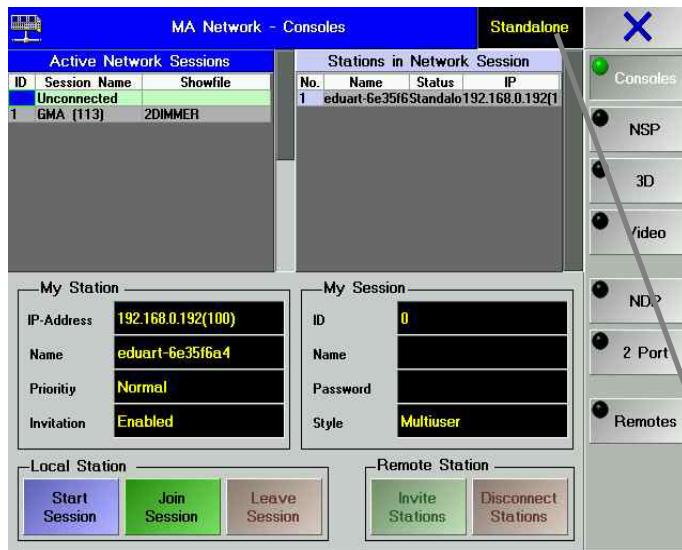 MA Network - Consoles
Standalone
Active Network Sessions
ID Session Name Showfile
Unconnected
1 GMA (113) 2DIMMER
Stations in Network Session
No. Name Status IP
1 eduart-6e35f6 Standalo 192.168.0.192(1
Consoles
NSP
3D
Video
NDP
2 Port
Remotes
My Station
IP-Address 192.168.0.192(100)
Name eduart-6e35f6a4
Prioritiy Normal
Invitation Enabled
My Session
ID 0
Name
Password
Style Multiuser
Local Station
Start Session
Join Session
Leave Session
Remote Station
Invite Stations
Disconnect Stations